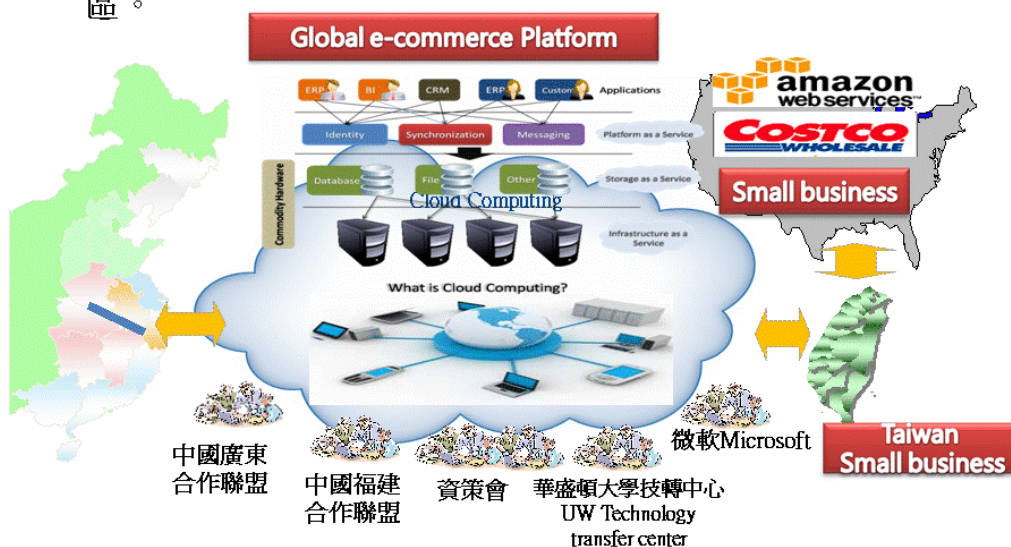 區。
Global e-commerce Platform
ERP BI CRM ERP Custom Applications
Identity Synchronization Messaging Platform as a Service
Commodity Hardware
Database File Other Storage as a Service
Cloud Computing
Infrastructure as a
Service
What is Cloud Computing?
amazon
web services™
COSTCO
WHOLESALE
Small business
中國廣東
合作聯盟
中國福建
合作聯盟
資策會
華盛頓大學技轉中心
UW Technology
transfer center
微軟Microsoft
Taiwan
Small business